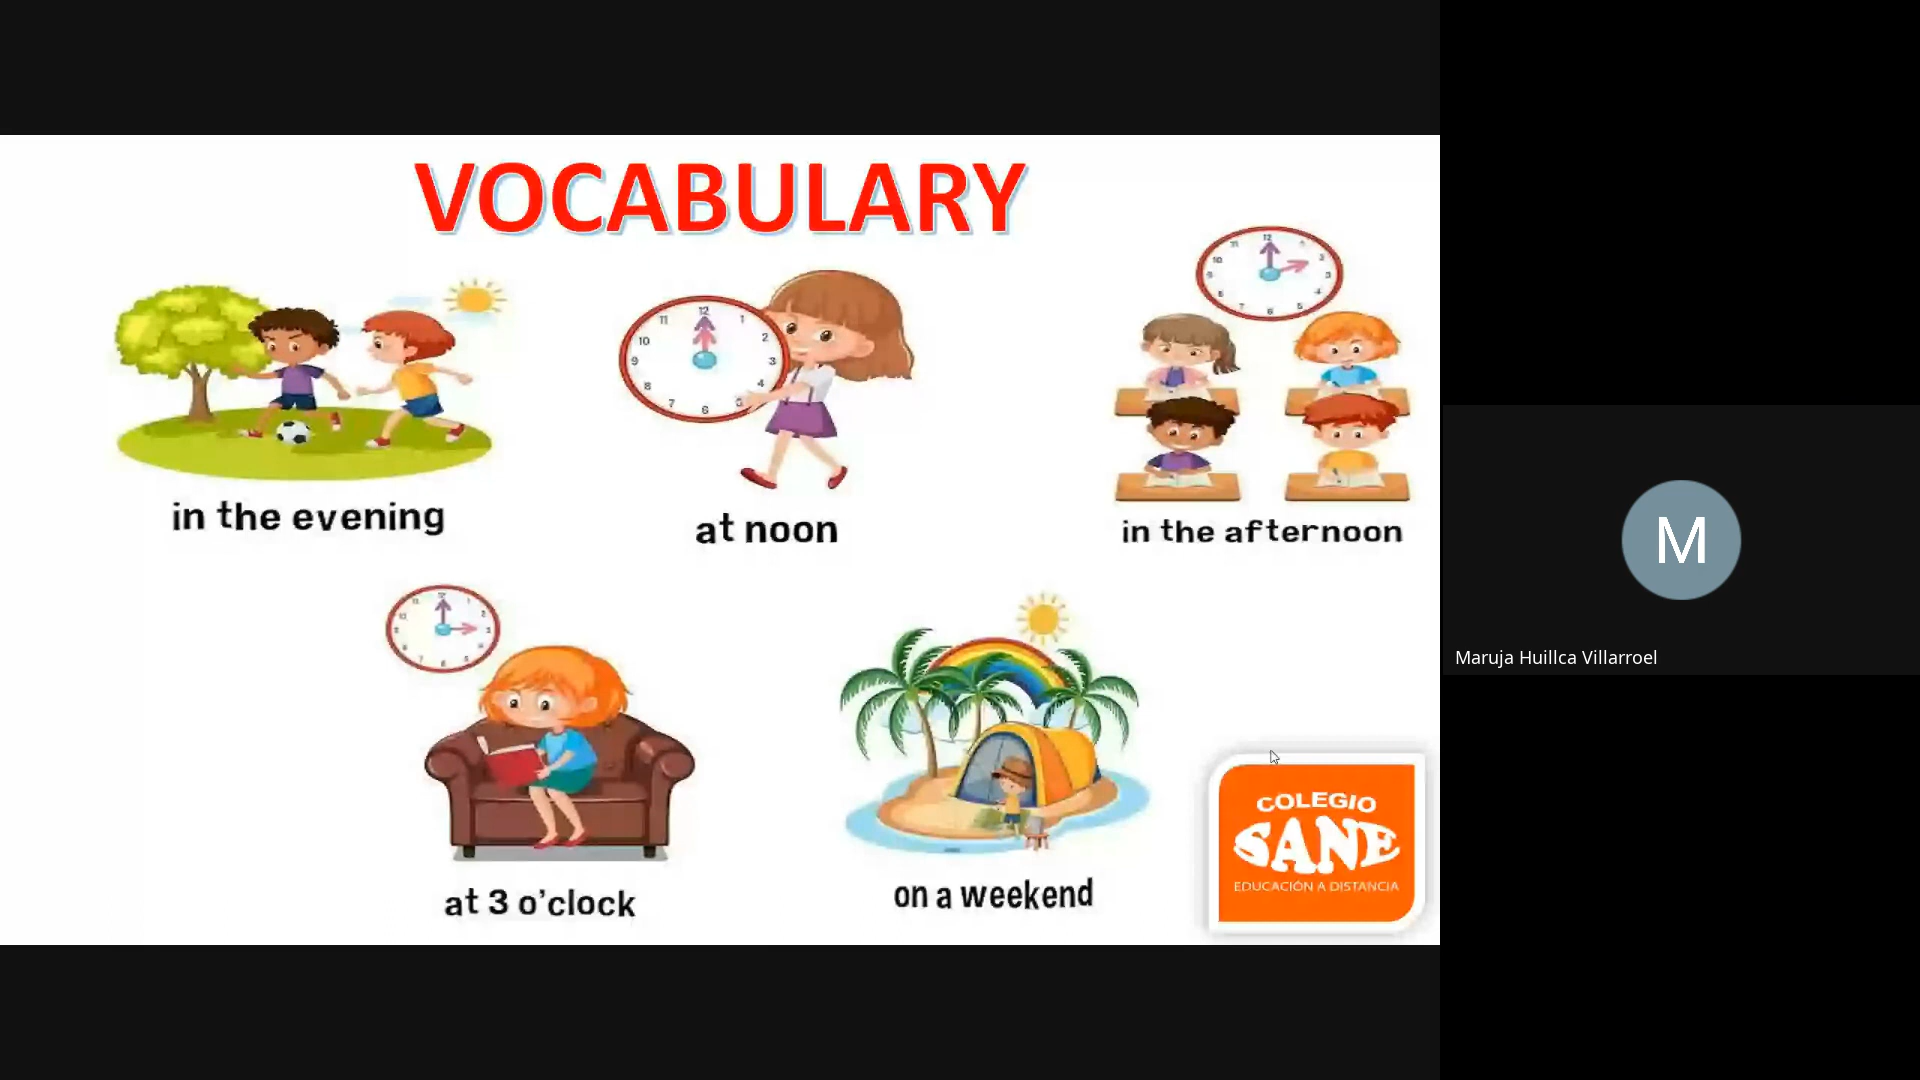 VOCABULARY
in the evening
at noon
in the afternoon
at 3 o'clock
on a weekend
COLEGIO
SANE
EDUCACIÓN A DISTANCIA
M
Maruja Huillca Villarroel